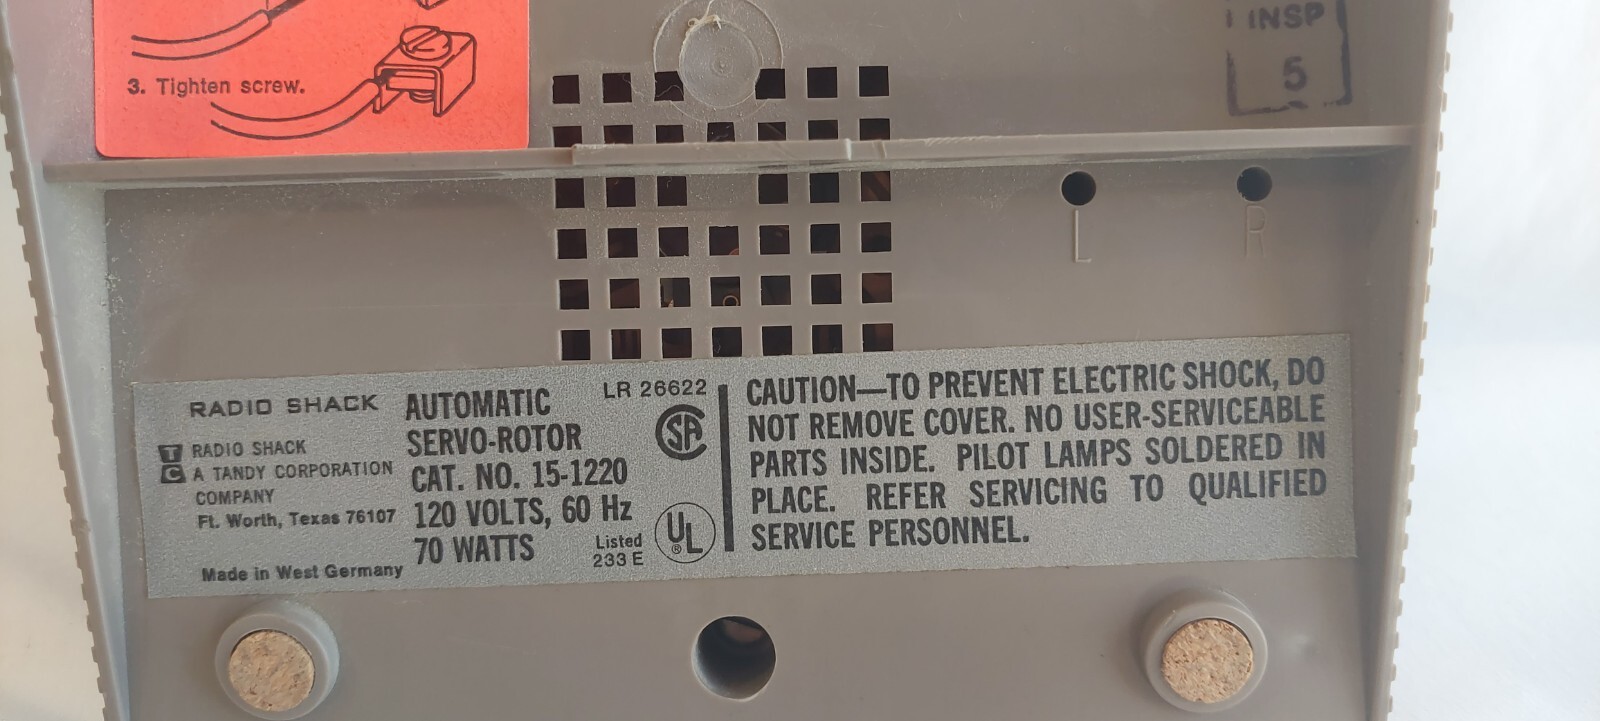 3. Tighten screw.
INSP
5
L
R
RADIO SHACK
TC
RADIO SHACK
A TANDY CORPORATION
COMPANY
Ft. Worth, Texas 76107
Made in West Germany
AUTOMATIC
SERVO-ROTOR
CAT. NO. 15-1220
120 VOLTS, 60 Hz
70 WATTS
LR 26622
SA
Listed
233 E
UL
®
CAUTION—TO PREVENT ELECTRIC SHOCK, DO
NOT REMOVE COVER. NO USER-SERVICEABLE
PARTS INSIDE. PILOT LAMPS SOLDERED IN
PLACE. REFER SERVICING TO QUALIFIED
SERVICE PERSONNEL.